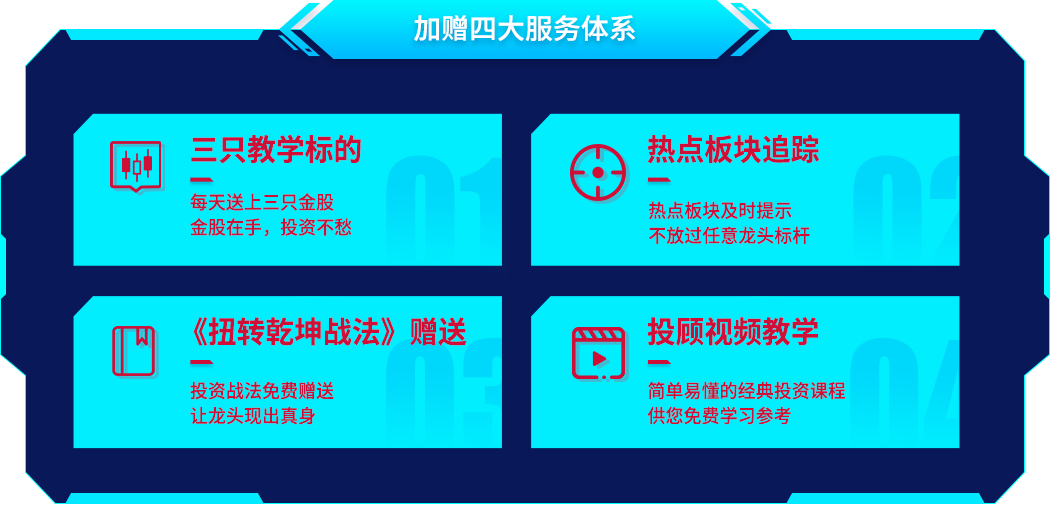 加赠四大服务体系
01
三只教学标的
每天送上三只金股
金股在手，投资不愁
02
热点板块追踪
热点板块及时提示
不放过任意龙头标杆
03
《扭转乾坤战法》赠送
投资战法免费赠送
让龙头现出真身
04
投顾视频教学
简单易懂的经典投资课程
供您免费学习参考